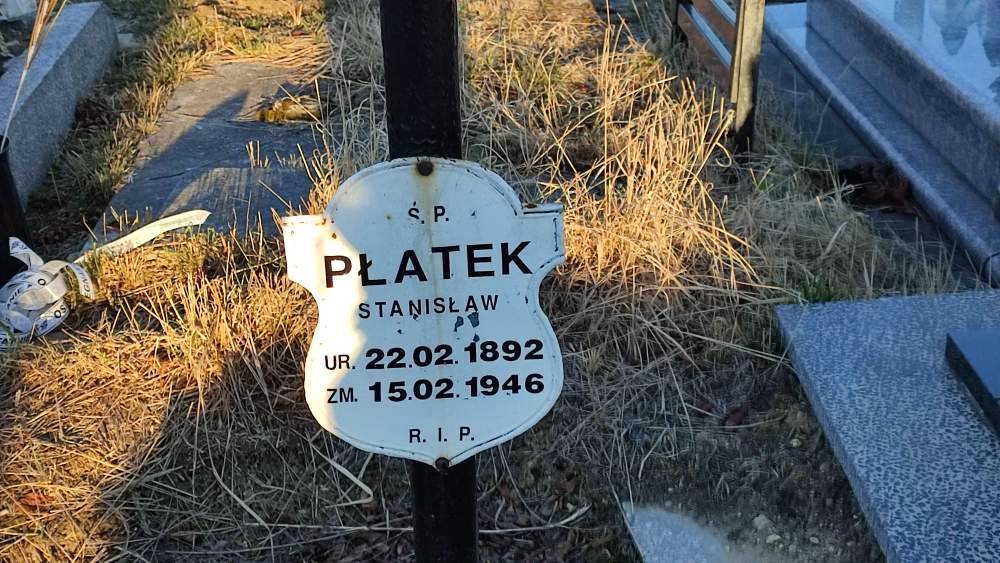 Ś. P.
PŁATEK
STANISŁAW
UR. 22.02.1892
ZM. 15.02.1946
R. I. P.